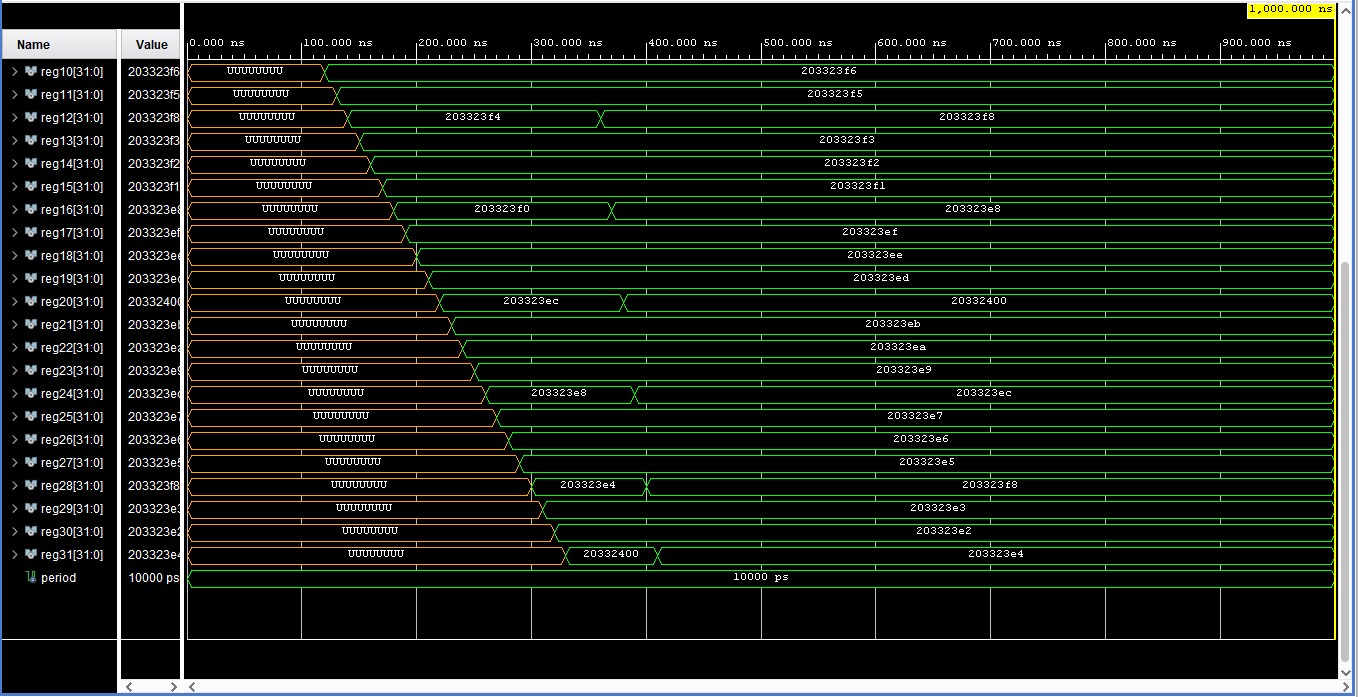 1,000.000 ns
Name Value 0.000 ns 100.000 ns 200.000 ns 300.000 ns 400.000 ns 500.000 ns 600.000 ns 700.000 ns 800.000 ns 900.000 ns
reg10[31:0] 203323f6 UUUUUUUU 203323f6
reg11[31:0] 203323f5 UUUUUUUU 203323f5
reg12[31:0] 203323f8 UUUUUUUU 203323f4 203323f8
reg13[31:0] 203323f3 UUUUUUUU 203323f3
reg14[31:0] 203323f2 UUUUUUUU 203323f2
reg15[31:0] 203323f1 UUUUUUUU 203323f1
reg16[31:0] 203323e8 UUUUUUUU 203323f0 203323e8
reg17[31:0] 203323ef UUUUUUUU 203323ef
reg18[31:0] 203323ee UUUUUUUU 203323ee
reg19[31:0] 203323ed UUUUUUUU 203323ed
reg20[31:0] 20332400 UUUUUUUU 203323ec 20332400
reg21[31:0] 203323eb UUUUUUUU 203323eb
reg22[31:0] 203323ea UUUUUUUU 203323ea
reg23[31:0] 203323e9 UUUUUUUU 203323e9
reg24[31:0] 203323ec UUUUUUUU 203323e8 203323ec
reg25[31:0] 203323e7 UUUUUUUU 203323e7
reg26[31:0] 203323e6 UUUUUUUU 203323e6
reg27[31:0] 203323e5 UUUUUUUU 203323e5
reg28[31:0] 203323f8 UUUUUUUU 203323e4 203323f8
reg29[31:0] 203323e3 UUUUUUUU 203323e3
reg30[31:0] 203323e2 UUUUUUUU 203323e2
reg31[31:0] 203323e4 UUUUUUUU 20332400 203323e4
period 10000 ps 10000 ps